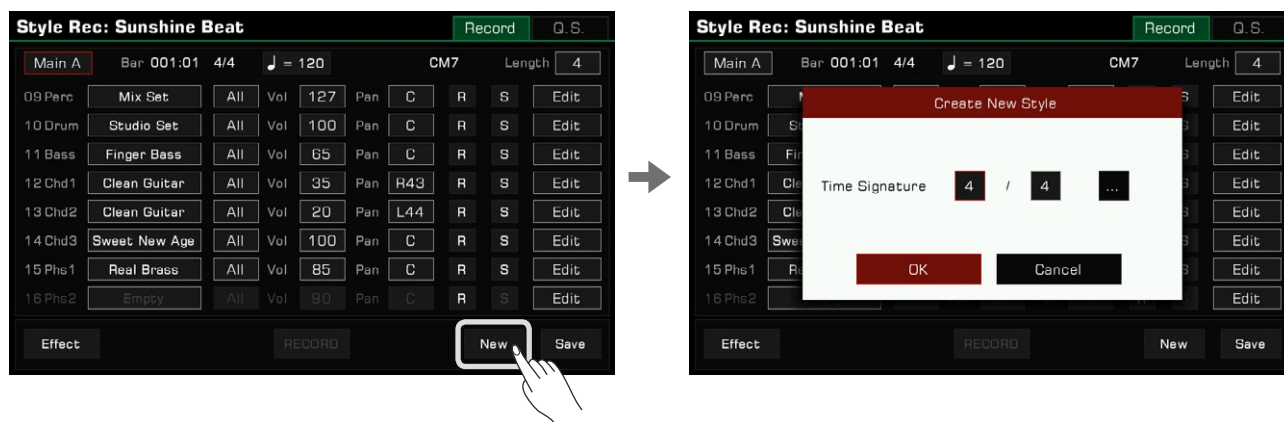 Style Rec: Sunshine Beat Record Q.S.
Main A Bar 001:01 4/4 ♩ = 120 CM7 Length 4
09 Perc Mix Set All Vol 127 Pan C R S Edit
10 Drum Studio Set All Vol 100 Pan C R S Edit
11 Bass Finger Bass All Vol 65 Pan C R S Edit
12 Chd1 Clean Guitar All Vol 35 Pan R43 R S Edit
13 Chd2 Clean Guitar All Vol 20 Pan L44 R S Edit
14 Chd3 Sweet New Age All Vol 100 Pan C R S Edit
15 Phs1 Real Brass All Vol 85 Pan C R S Edit
16 Phs2 Empty All Vol 90 Pan C R S Edit
Effect RECORD New Save
Style Rec: Sunshine Beat Record Q.S.
Main A Bar 001:01 4/4 ♩ = 120 CM7 Length 4
09 Perc Edit
10 Drum Edit
11 Bass Edit
12 Chd1 Edit
13 Chd2 Edit
14 Chd3 Edit
15 Phs1 Edit
16 Phs2 Edit
Create New Style
Time Signature 4 / 4 ...
OK Cancel
Effect RECORD New Save